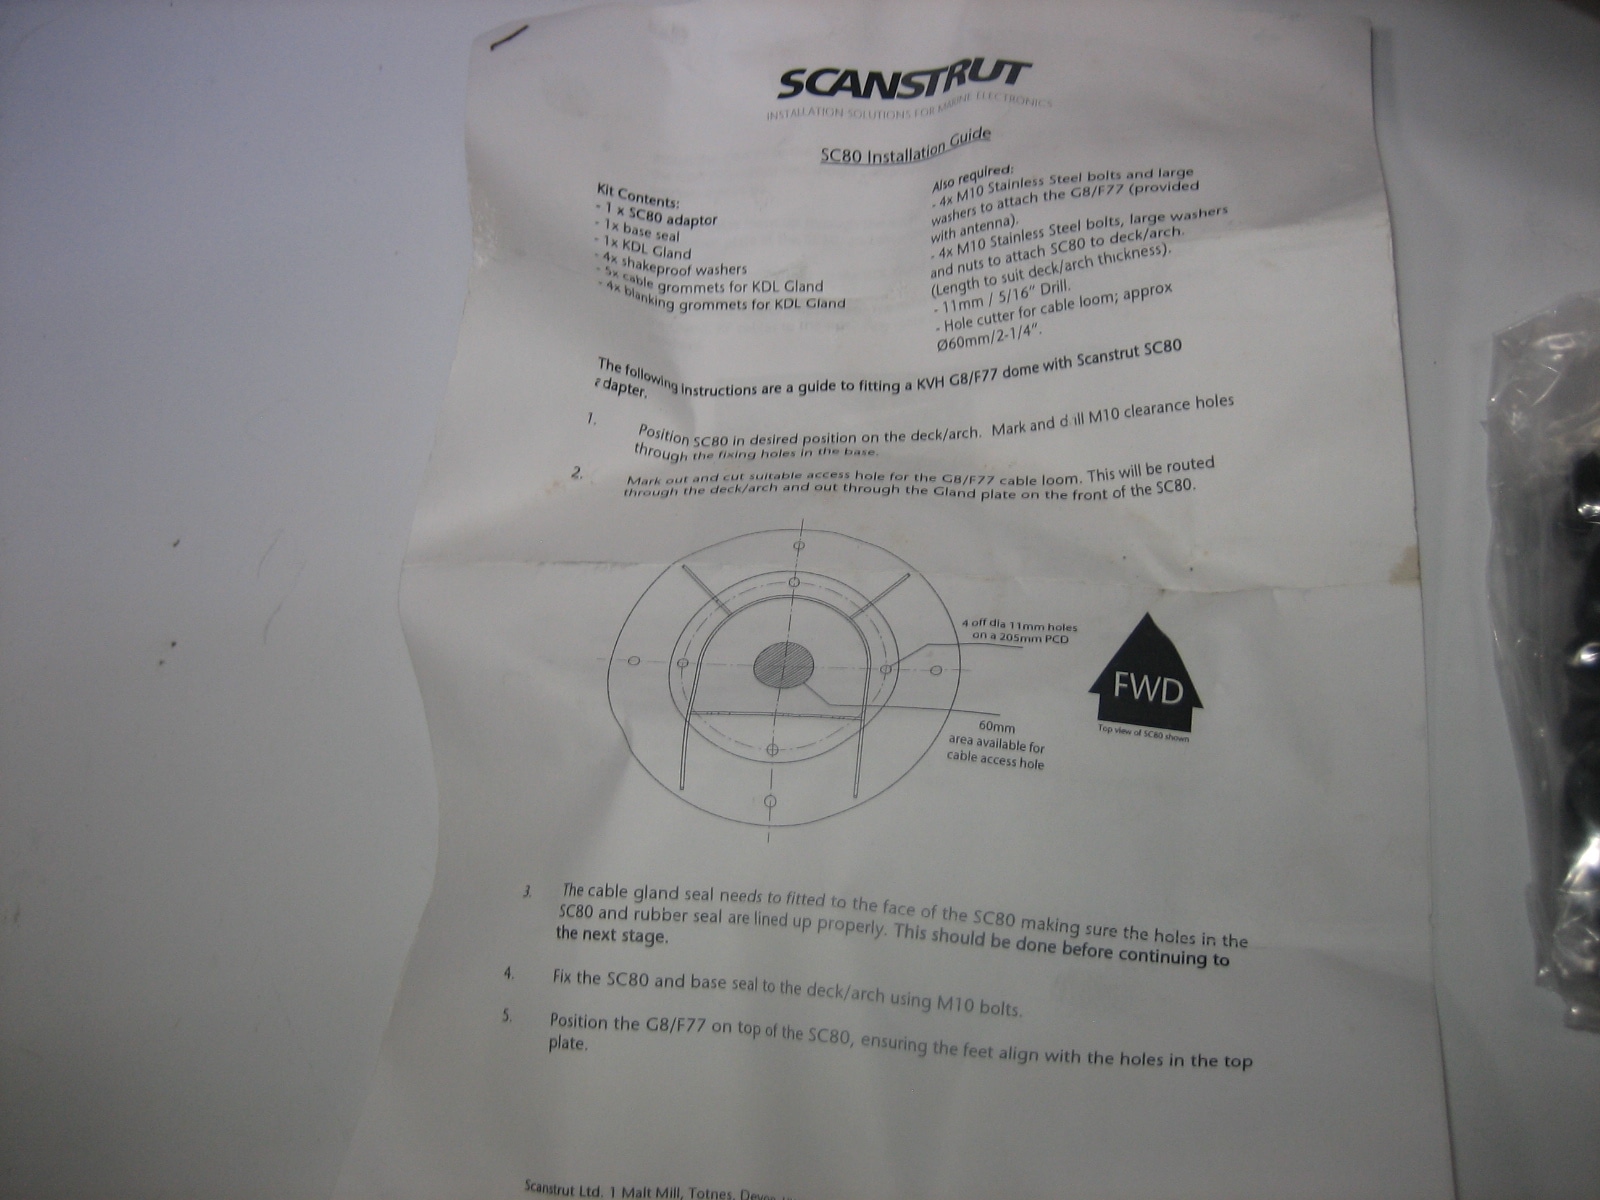 SCANSTRUT
INSTALLATION SOLUTIONS FOR MARINE ELECTRONICS
SC80 Installation Guide
Kit Contents:
- 1 x SC80 adaptor
- 1x base seal
- 1x KDL Gland
- 4x shakeproof washers
- 5x cable grommets for KDL Gland
- 4x blanking grommets for KDL Gland
Also required:
- 4x M10 Stainless Steel bolts and large
washers to attach the G8/F77 (provided
with antenna).
- 4x M10 Stainless Steel bolts, large washers
and nuts to attach SC80 to deck/arch.
(Length to suit deck/arch thickness).
- 11mm / 5/16" Drill.
- Hole cutter for cable loom; approx
Ø60mm/2-1/4".
The following instructions are a guide to fitting a KVH G8/F77 dome with Scanstrut SC80
adapter.
1. Position SC80 in desired position on the deck/arch. Mark and drill M10 clearance holes
through the fixing holes in the base.
2. Mark out and cut suitable access hole for the G8/F77 cable loom. This will be routed
through the deck/arch and out through the Gland plate on the front of the SC80.
4 off dia 11mm holes
on a 205mm PCD
FWD
Top view of SC80 shown
60mm
area available for
cable access hole
3. The cable gland seal needs to fitted to the face of the SC80 making sure the holes in the
SC80 and rubber seal are lined up properly. This should be done before continuing to
the next stage.
4. Fix the SC80 and base seal to the deck/arch using M10 bolts.
5. Position the G8/F77 on top of the SC80, ensuring the feet align with the holes in the top
plate.
Scanstrut Ltd. 1 Malt Mill, Totnes, Devon